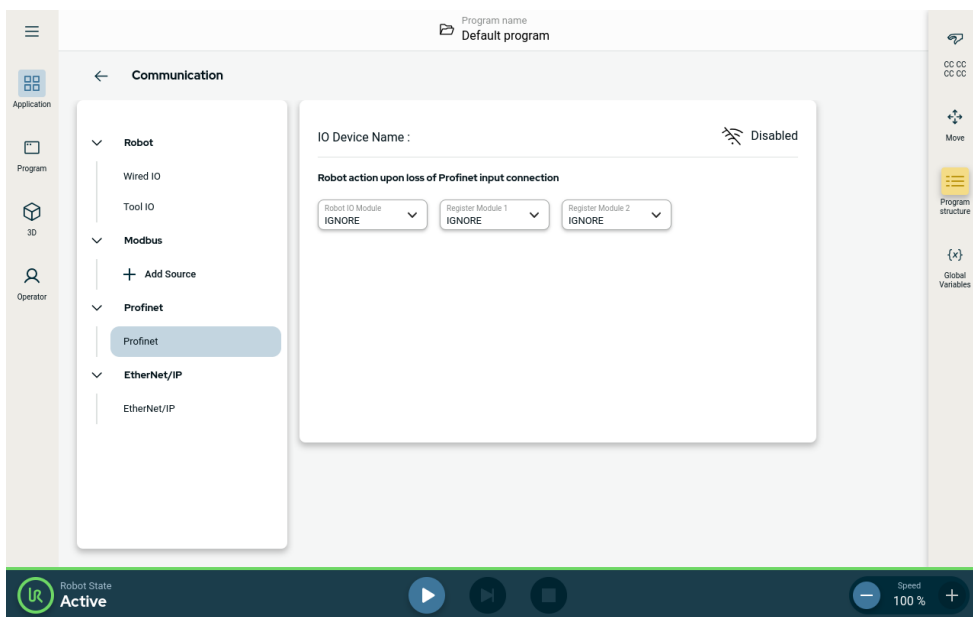 Program name
Default program
Communication
CC CC
CC CC
Application
Move
Program
Program
structure
3D
Global
Variables
Operator
Robot
Wired IO
Tool IO
Modbus
Add Source
Profinet
Profinet
EtherNet/IP
EtherNet/IP
IO Device Name :
Disabled
Robot action upon loss of Profinet input connection
Robot IO Module
IGNORE
Register Module 1
IGNORE
Register Module 2
IGNORE
{x}
UR
Robot State
Active
Speed
100 %